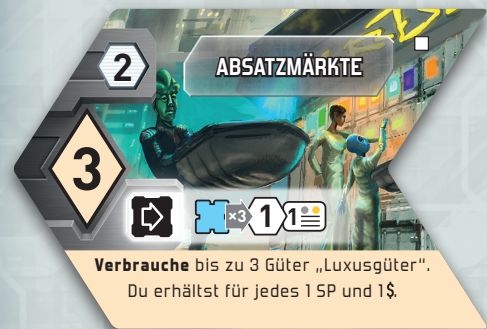 2
ABSATZMÄRKTE
3
×3 1 1
Verbrauche bis zu 3 Güter „Luxusgüter“.
Du erhältst für jedes 1 SP und 1$.